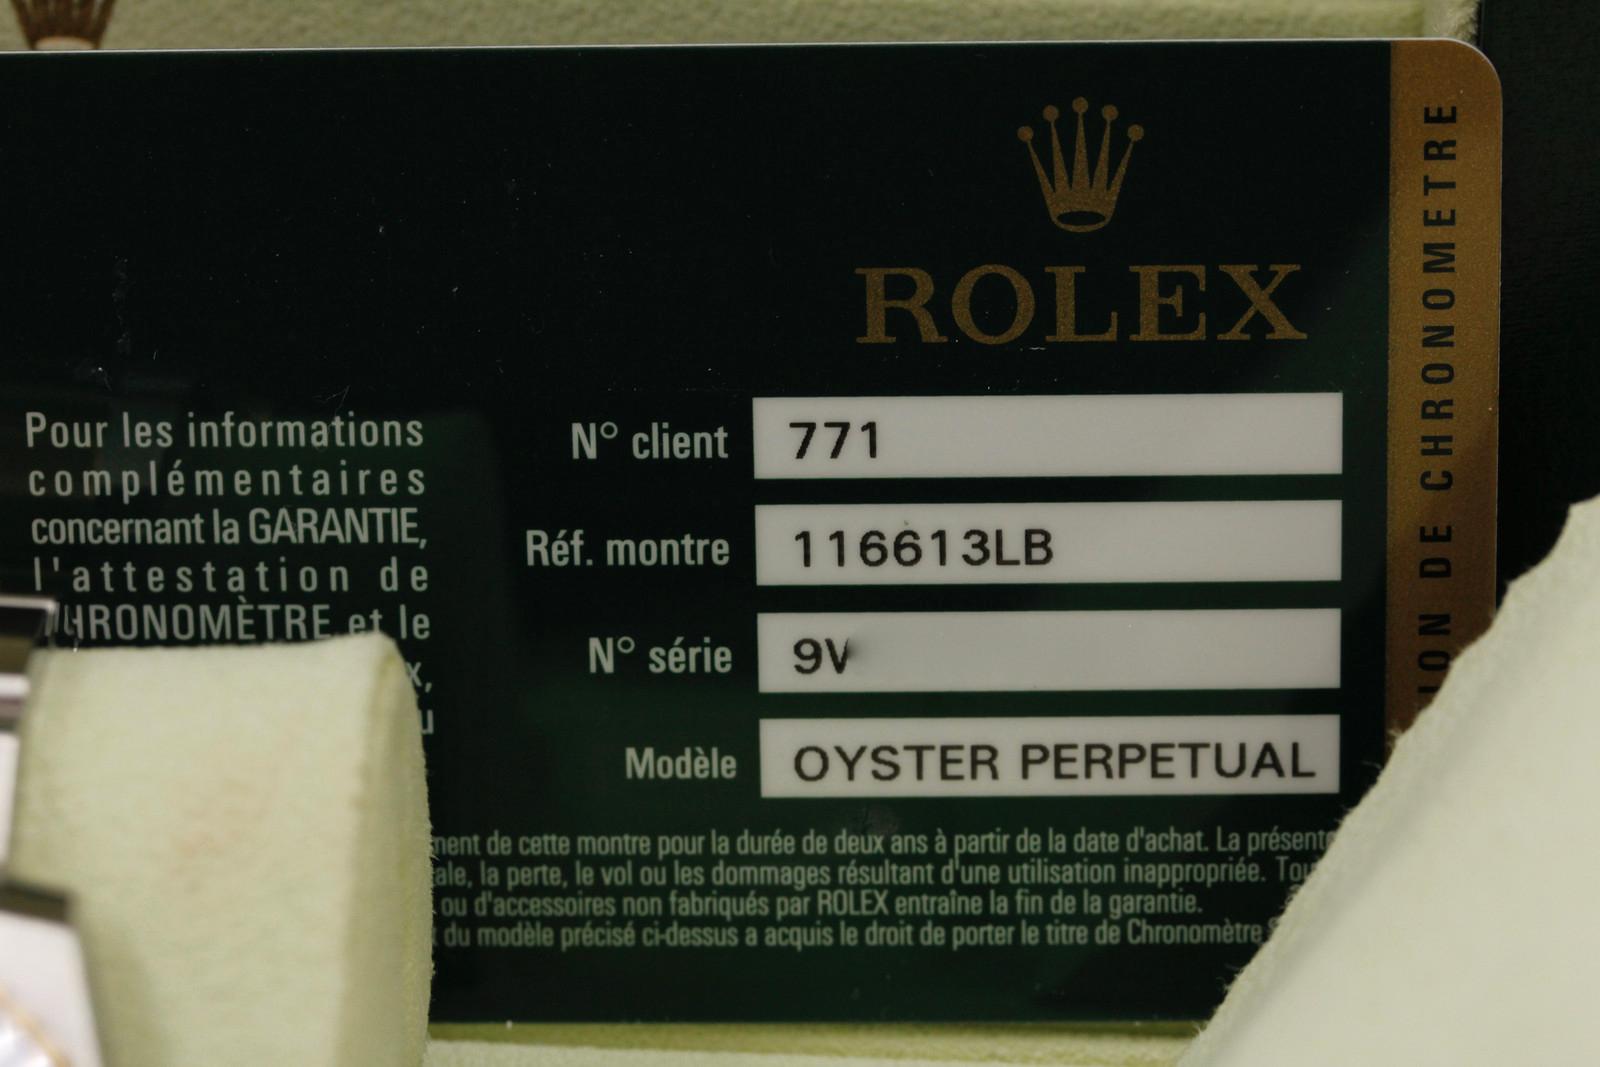 ROLEX
Pour les informations
complémentaires
concernant la GARANTIE,
l'attestation de
CHRONOMÈTRE et le
N° client 771
Réf. montre 116613LB
N° série 9V
Modèle OYSTER PERPETUAL
de cette montre pour la durée de deux ans à partir de la date d'achat. La présente
la perte, le vol ou les dommages résultant d'une utilisation inappropriée.
ou d'accessoires non fabriqués par ROLEX entraîne la fin de la garantie.
du modèle précisé ci-dessus a acquis le droit de porter le titre de Chronomètre
DE CHRONOMETRE